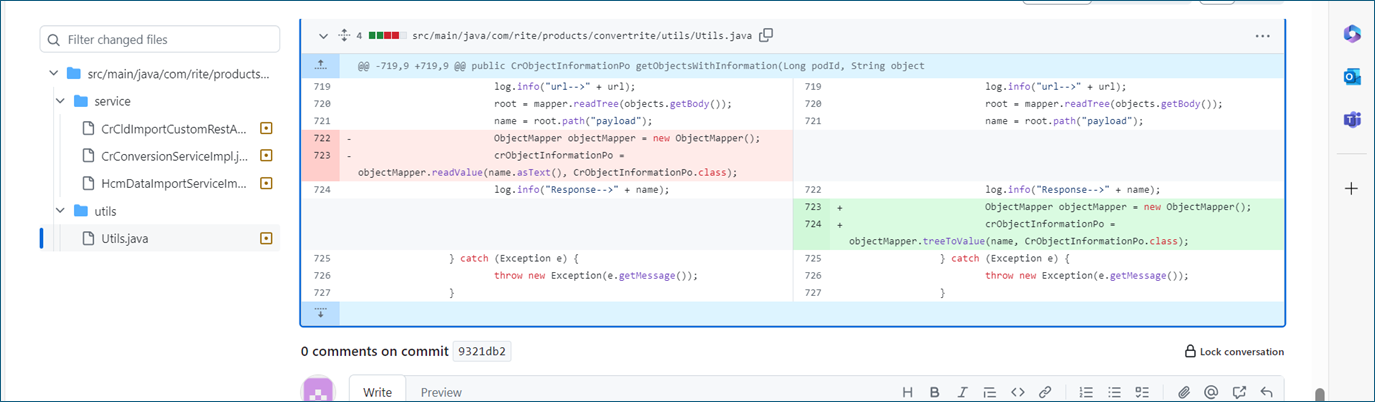 Filter changed files
src/main/java/com/rite/products...
service
CrCldImportCustomRestA...
CrConversionServiceImpl.j...
HcmDataImportServiceIm...
utils
Utils.java
4 src/main/java/com/rite/products/convertrite/utils/Utils.java
@@ -719,9 +719,9 @@ public CrObjectInformationPo getObjectsWithInformation(Long podId, String object
719 log.info("url-->" + url);
720 root = mapper.readTree(objects.getBody());
721 name = root.path("payload");
722 - ObjectMapper objectMapper = new ObjectMapper();
723 - crObjectInformationPo =
objectMapper.readValue(name.asText(), CrObjectInformationPo.class);
724 log.info("Response-->" + name);
725 } catch (Exception e) {
726 throw new Exception(e.getMessage());
727 }
719 log.info("url-->" + url);
720 root = mapper.readTree(objects.getBody());
721 name = root.path("payload");
722 log.info("Response-->" + name);
723 + ObjectMapper objectMapper = new ObjectMapper();
724 + crObjectInformationPo =
objectMapper.treeToValue(name, CrObjectInformationPo.class);
725 } catch (Exception e) {
726 throw new Exception(e.getMessage());
727 }
0 comments on commit 9321db2
Lock conversation
Write Preview